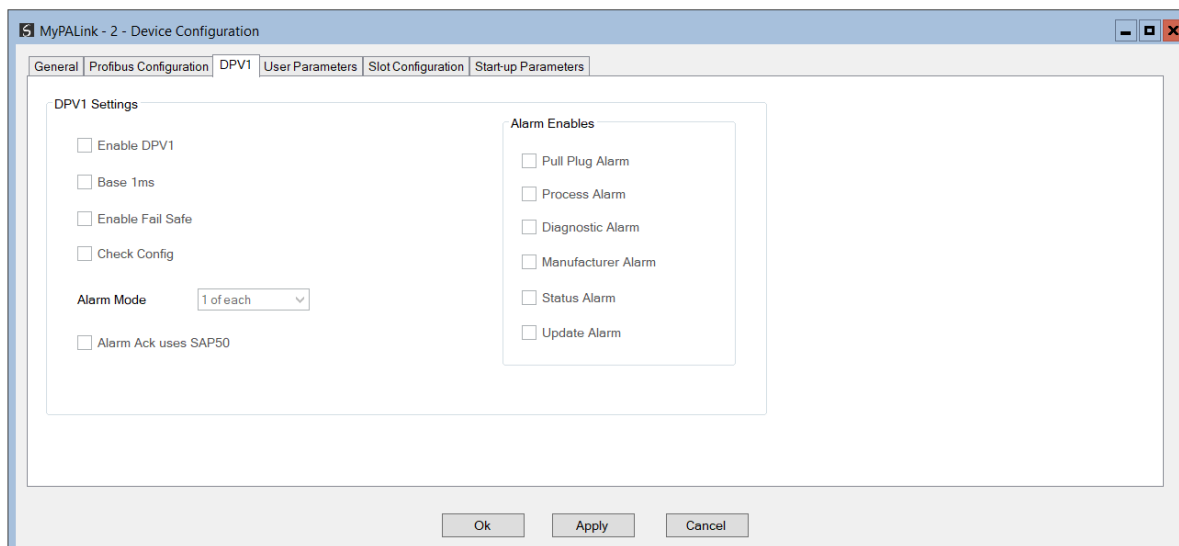 MyPALink - 2 - Device Configuration
General Profibus Configuration DPV1 User Parameters Slot Configuration Start-up Parameters
DPV1 Settings
Enable DPV1
Base 1ms
Enable Fail Safe
Check Config
Alarm Mode 1 of each
Alarm Ack uses SAP50
Alarm Enables
Pull Plug Alarm
Process Alarm
Diagnostic Alarm
Manufacturer Alarm
Status Alarm
Update Alarm
Ok Apply Cancel